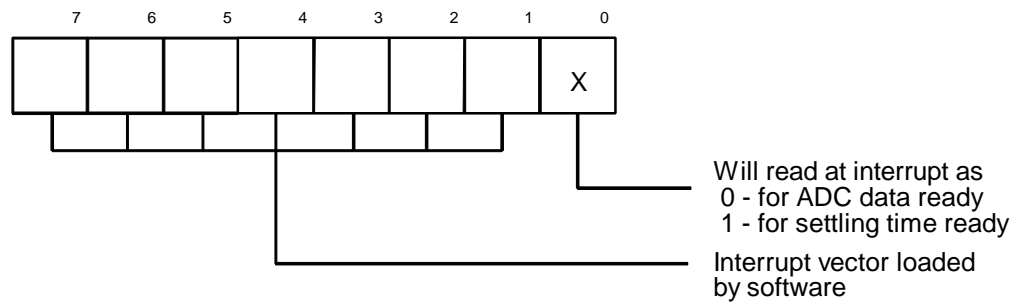 7 6 5 4 3 2 1 0
X
Will read at interrupt as
0 - for ADC data ready
1 - for settling time ready
Interrupt vector loaded
by software